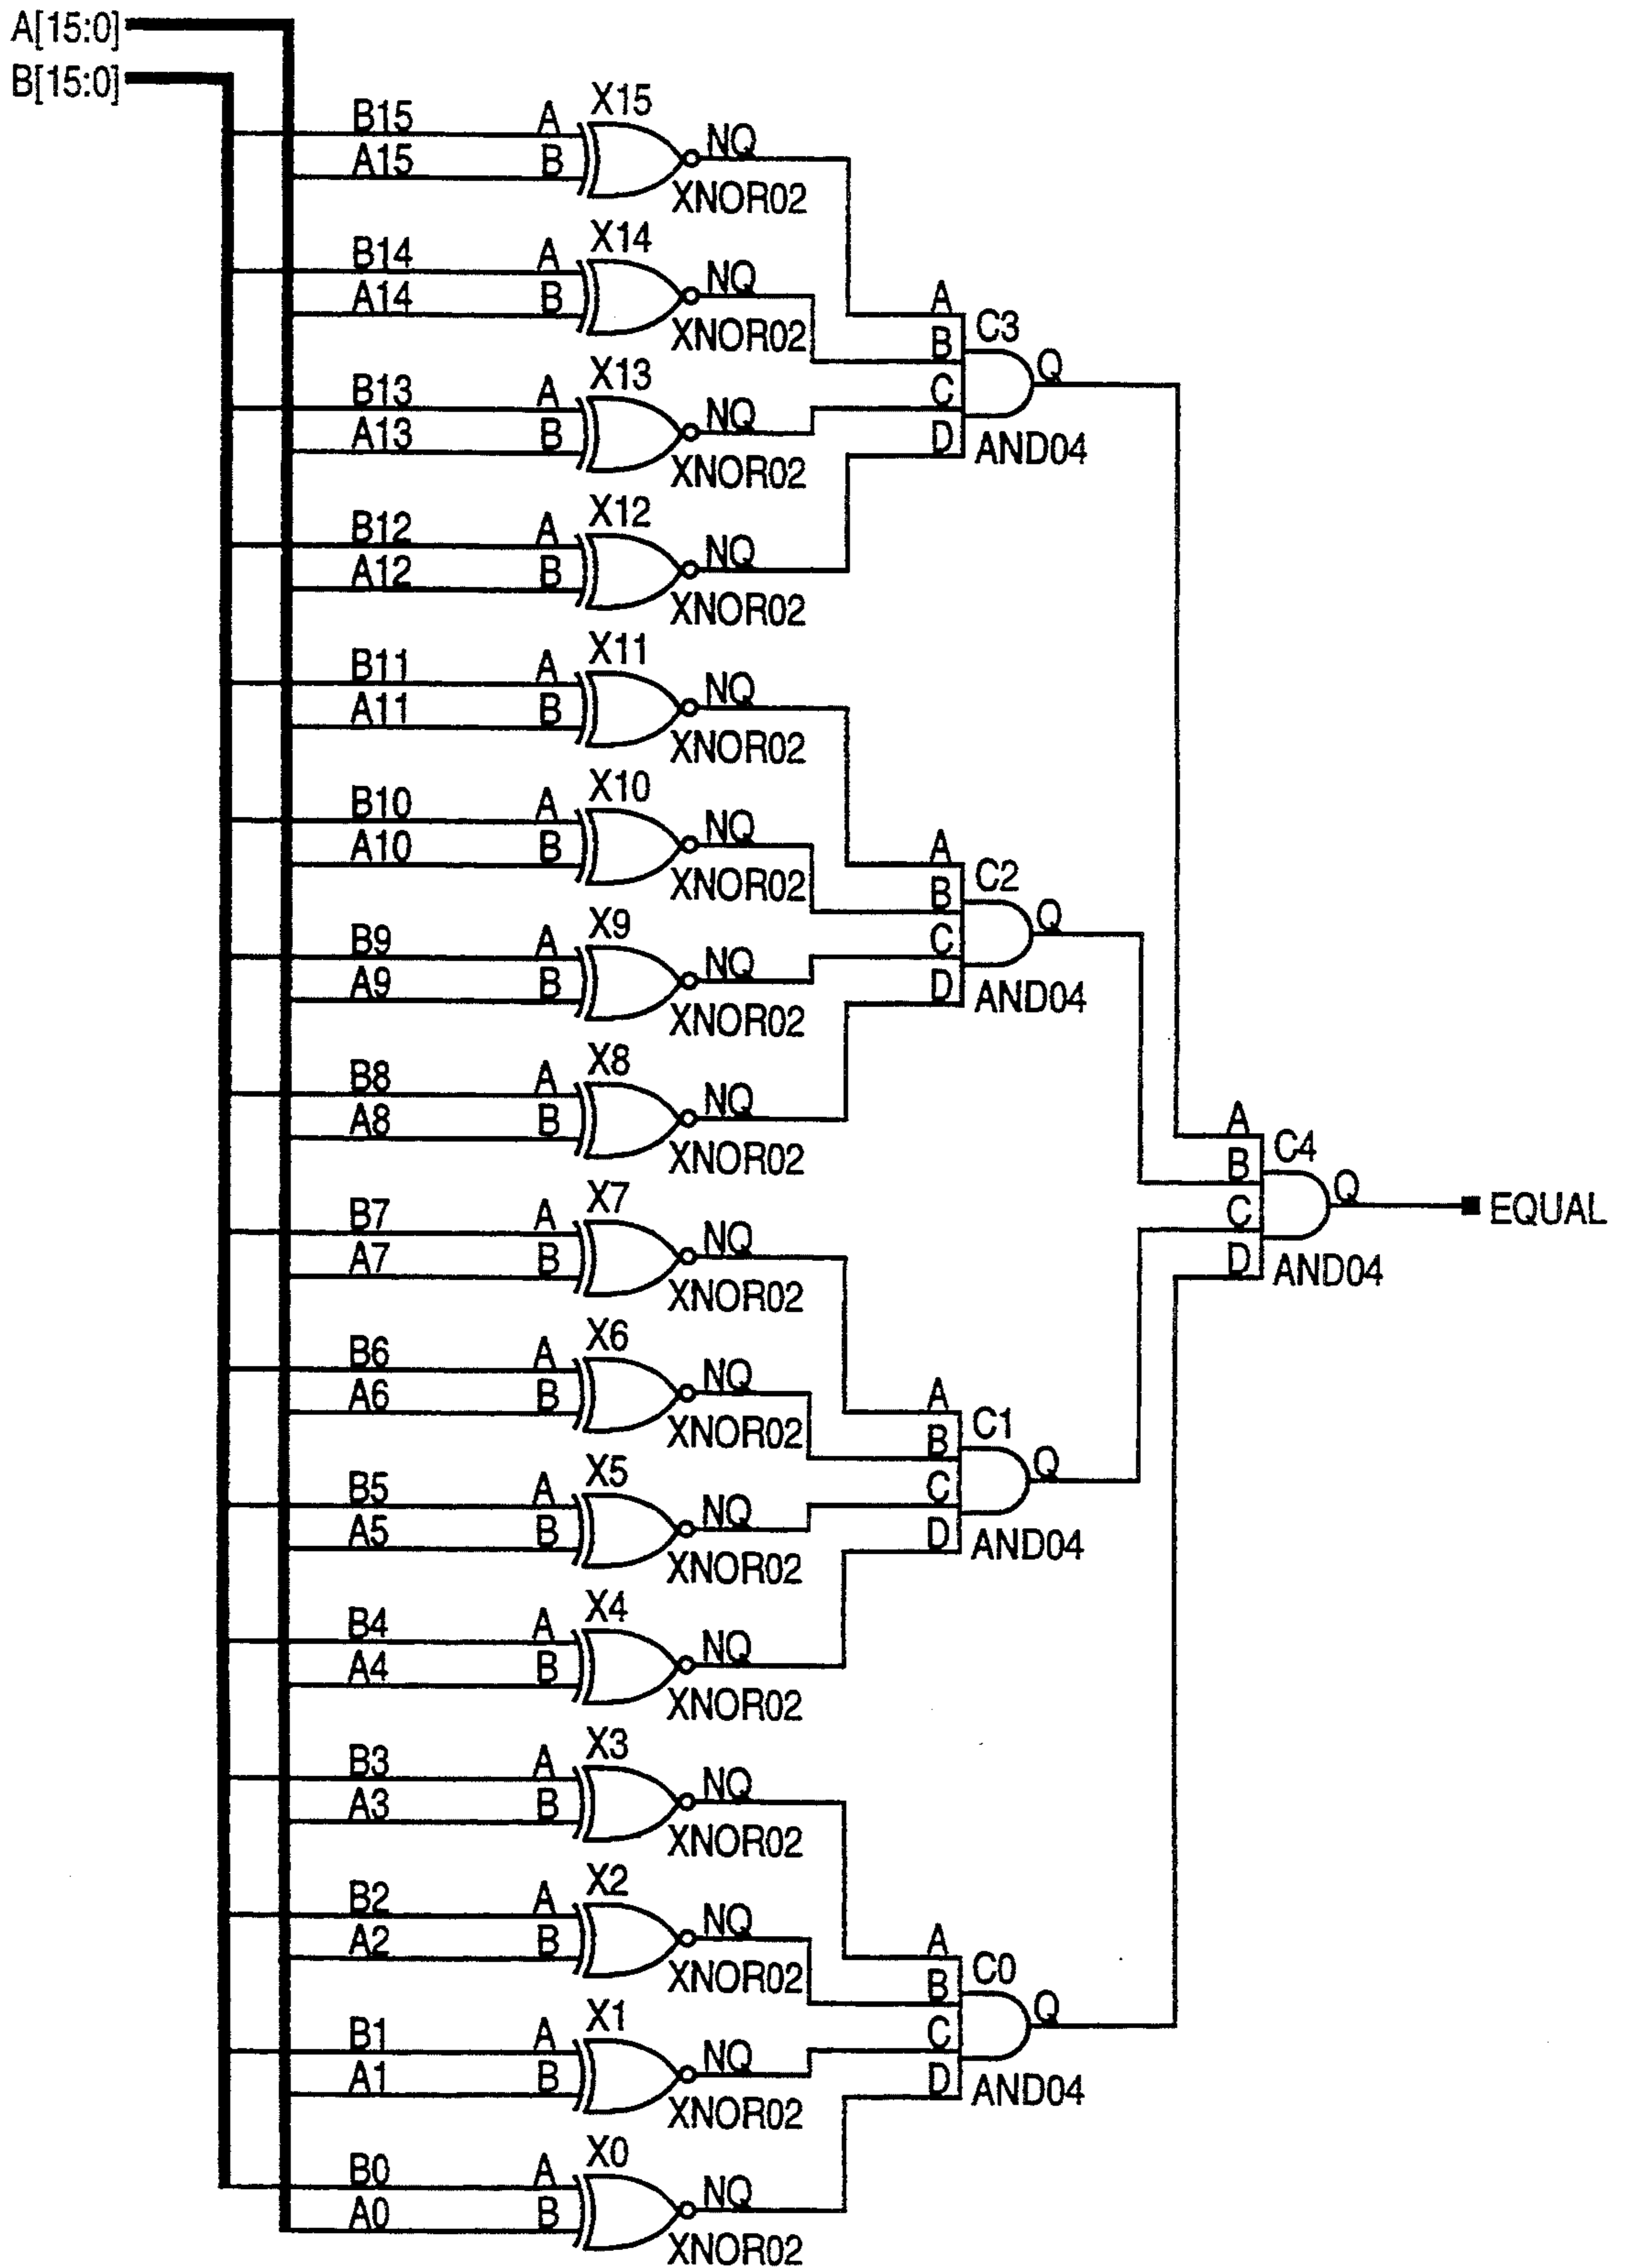 A[15:0]
B[15:0]
X15
B15 A NQ
A15 B
XNOR02
X14
B14 A NQ
A14 B
XNOR02
X13
B13 A NQ
A13 B
XNOR02
X12
B12 A NQ
A12 B
XNOR02
A
B C3
C Q
D AND04
X11
B11 A NQ
A11 B
XNOR02
X10
B10 A NQ
A10 B
XNOR02
X9
B9 A NQ
A9 B
XNOR02
X8
B8 A NQ
A8 B
XNOR02
A
B C2
C Q
D AND04
X7
B7 A NQ
A7 B
XNOR02
X6
B6 A NQ
A6 B
XNOR02
X5
B5 A NQ
A5 B
XNOR02
X4
B4 A NQ
A4 B
XNOR02
A
B C1
C Q
D AND04
X3
B3 A NQ
A3 B
XNOR02
X2
B2 A NQ
A2 B
XNOR02
X1
B1 A NQ
A1 B
XNOR02
X0
B0 A NQ
A0 B
XNOR02
A
B C0
C Q
D AND04
A
B C4
C Q EQUAL
D AND04